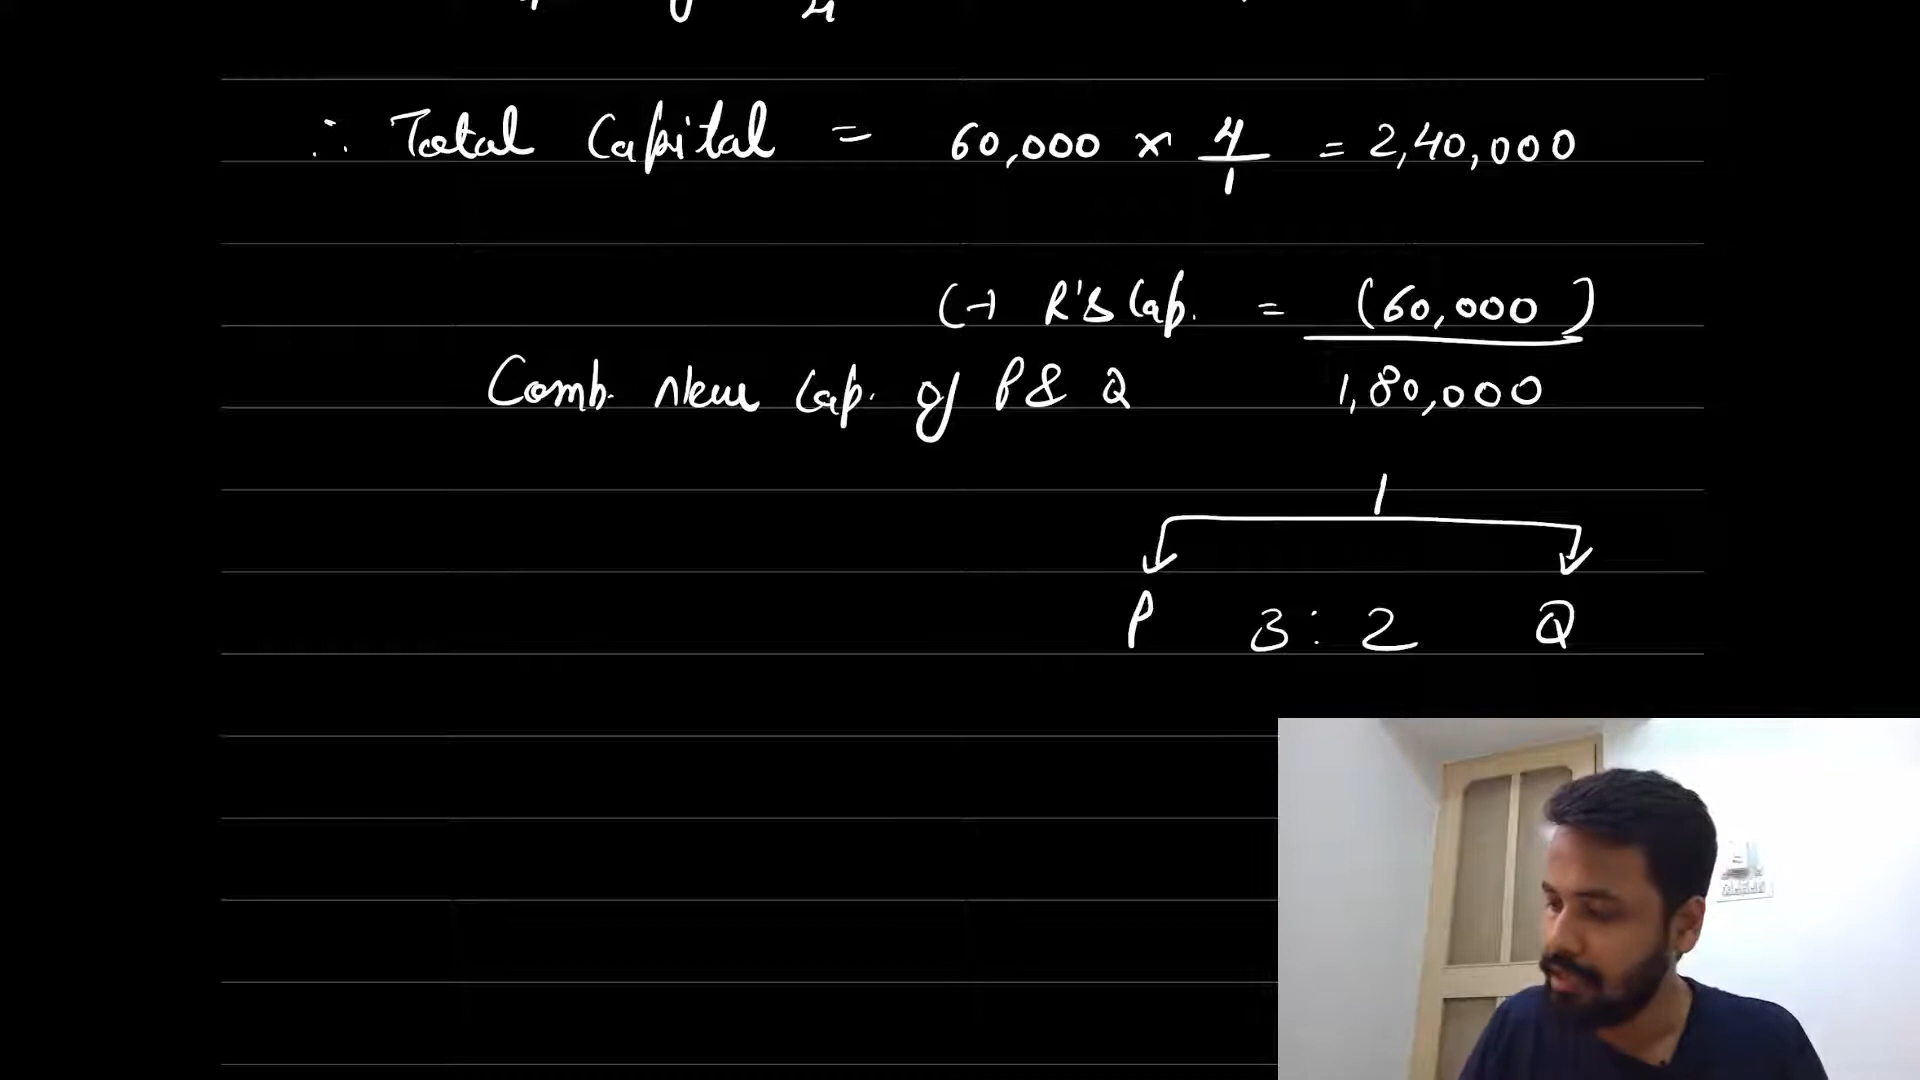 4
∴ Total Capital = 60,000 × 4/1 = 2,40,000
(-) R's Cap. = (60,000)
Comb. New Cap. of P & Q 1,80,000
P 3 : 2 Q